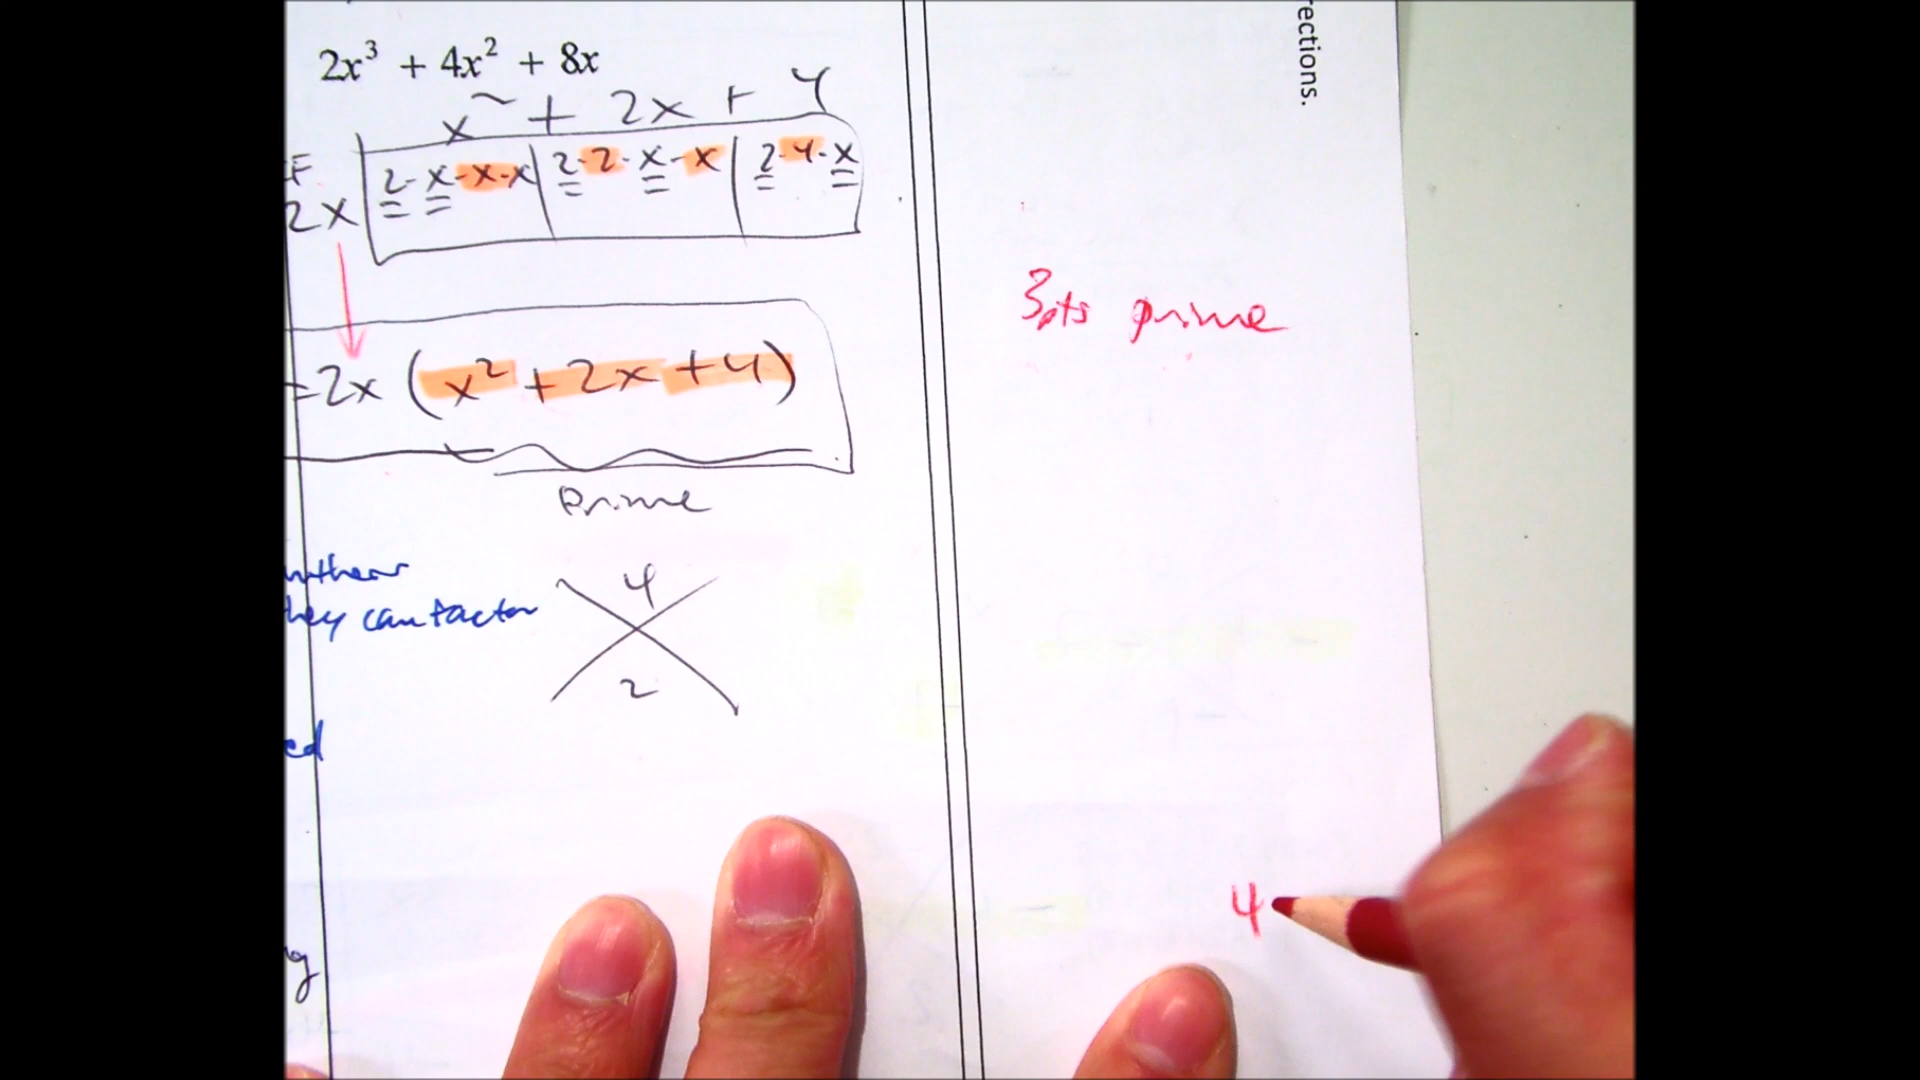 2x³ + 4x² + 8x
x² + 2x + 4
2x
2·x·x·x 2·2·x·x 2·4·x
=2x (x² + 2x + 4)
Prime
they can factor
4
2
ections.
3pts prime
4